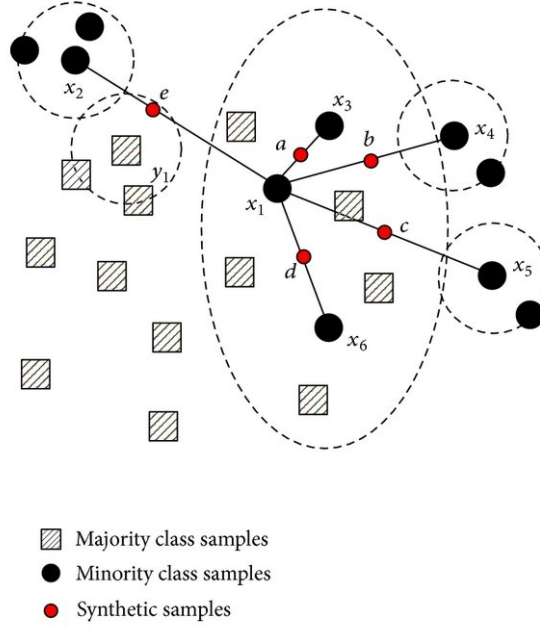 e
x2
x3
x4
a
b
y1
x1
c
d
x5
x6
Majority class samples
Minority class samples
Synthetic samples